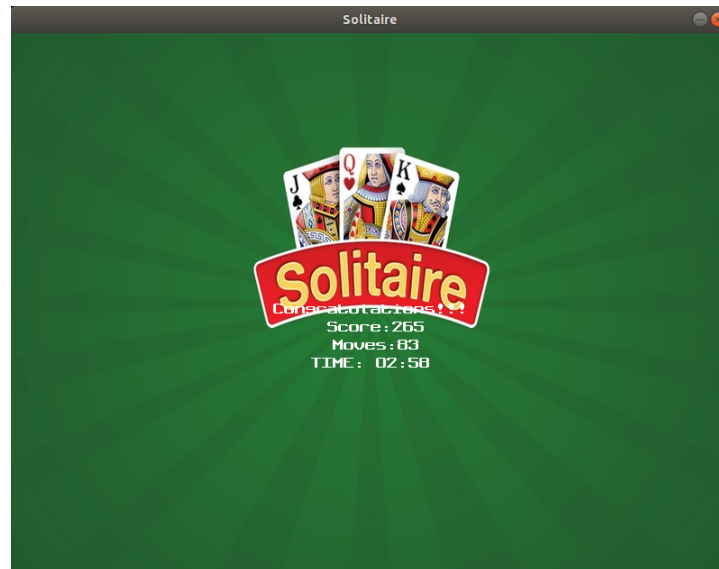 Solitaire
J Q K
Solitaire
Congratulations!!!
Score:265
Moves:83
TIME: 02:58